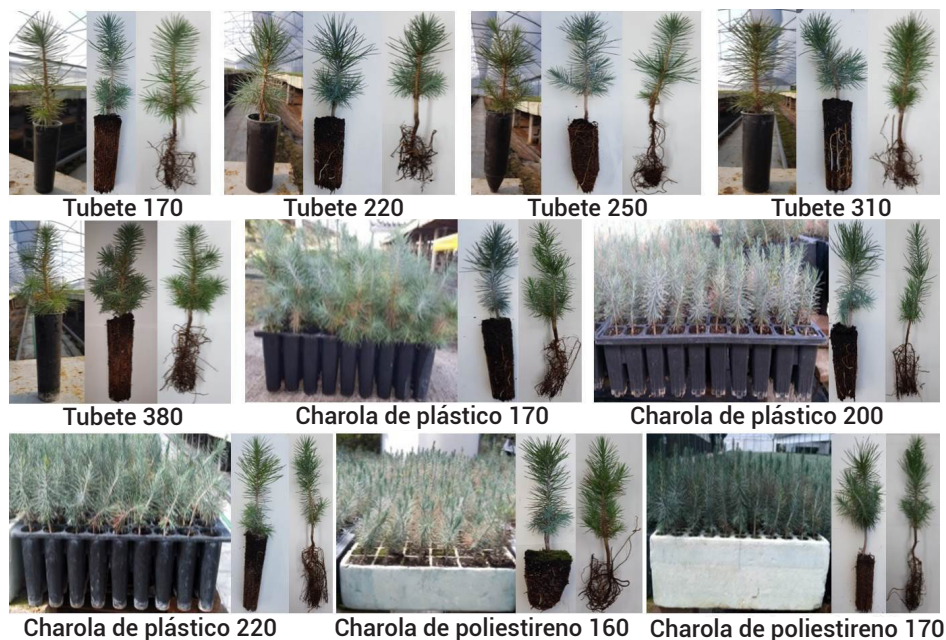 Tubete 170
Tubete 220
Tubete 250
Tubete 310
Tubete 380
Charola de plástico 170
Charola de plástico 200
Charola de plástico 220
Charola de poliestireno 160
Charola de poliestireno 170